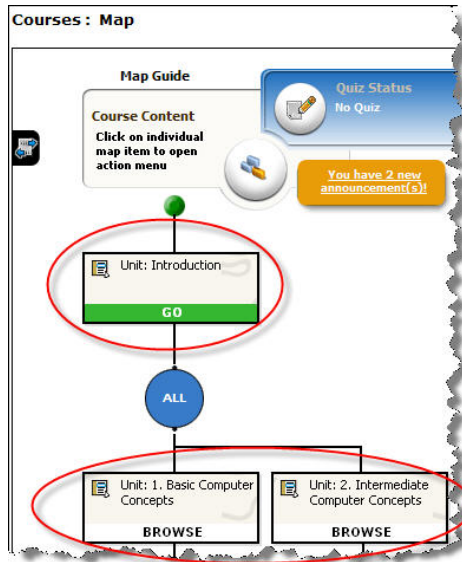 Courses: Map
Map Guide
Course Content
Click on individual
map item to open
action menu
Quiz Status
No Quiz
You have 2 new
announcement(s)!
Unit: Introduction
GO
ALL
Unit: 1. Basic Computer
Concepts
BROWSE
Unit: 2. Intermediate
Computer Concepts
BROWSE